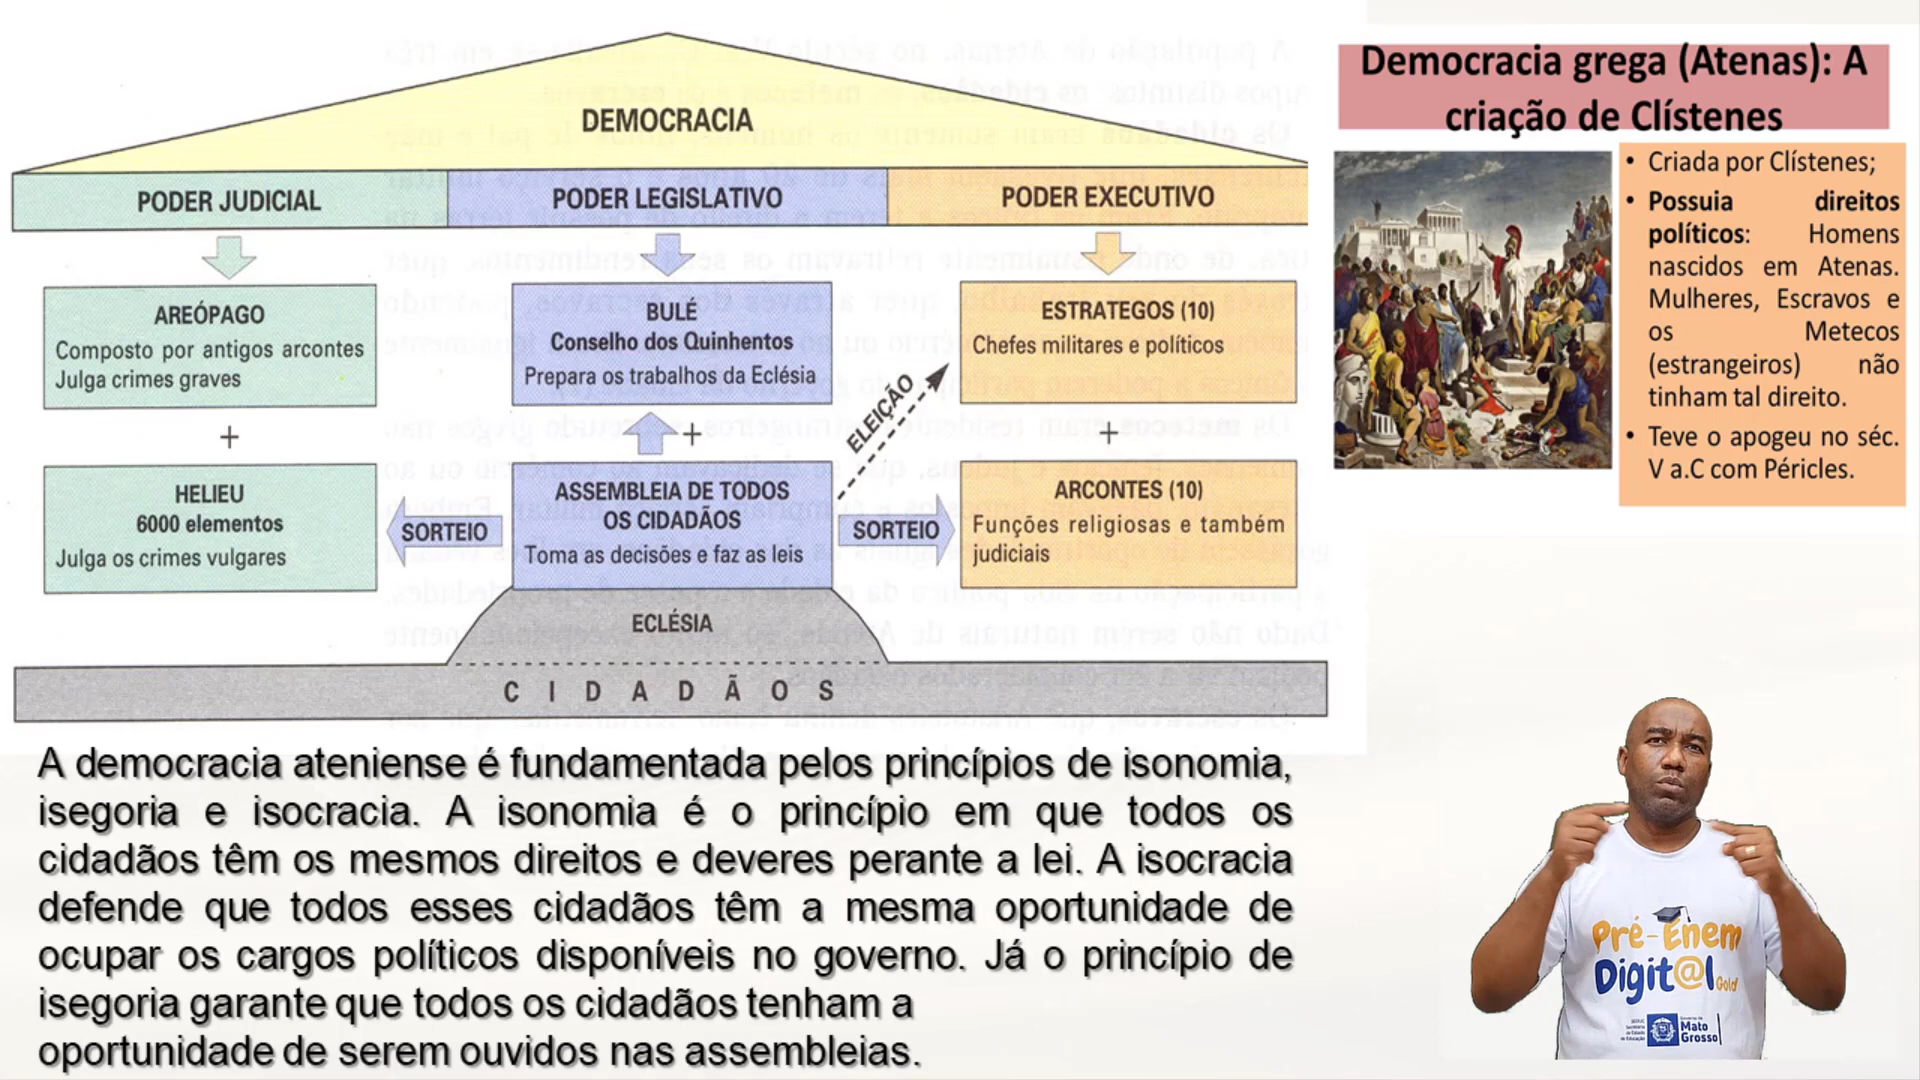 DEMOCRACIA
PODER JUDICIAL
PODER LEGISLATIVO
PODER EXECUTIVO
AREÓPAGO
Composto por antigos arcontes
Julga crimes graves
BULÉ
Conselho dos Quinhentos
Prepara os trabalhos da Eclésia
ESTRATEGOS (10)
Chefes militares e políticos
+
+
ELEIÇÃO
+
HELIEU
6000 elementos
Julga os crimes vulgares
SORTEIO
ASSEMBLEIA DE TODOS
OS CIDADÃOS
Toma as decisões e faz as leis
SORTEIO
ARCONTES (10)
Funções religiosas e também
judiciais
ECLÉSIA
CIDADÃOS
Democracia grega (Atenas): A
criação de Clístenes
• Criada por Clístenes;
• Possuia direitos
políticos: Homens
nascidos em Atenas.
Mulheres, Escravos e
os Metecos
(estrangeiros) não
tinham tal direito.
• Teve o apogeu no séc.
V a.C com Péricles.
A democracia ateniense é fundamentada pelos princípios de isonomia,
isegoria e isocracia. A isonomia é o princípio em que todos os
cidadãos têm os mesmos direitos e deveres perante a lei. A isocracia
defende que todos esses cidadãos têm a mesma oportunidade de
ocupar os cargos políticos disponíveis no governo. Já o princípio de
isegoria garante que todos os cidadãos tenham a
oportunidade de serem ouvidos nas assembleias.
Pré-Enem
Digit@l Gold
Mato
Grosso